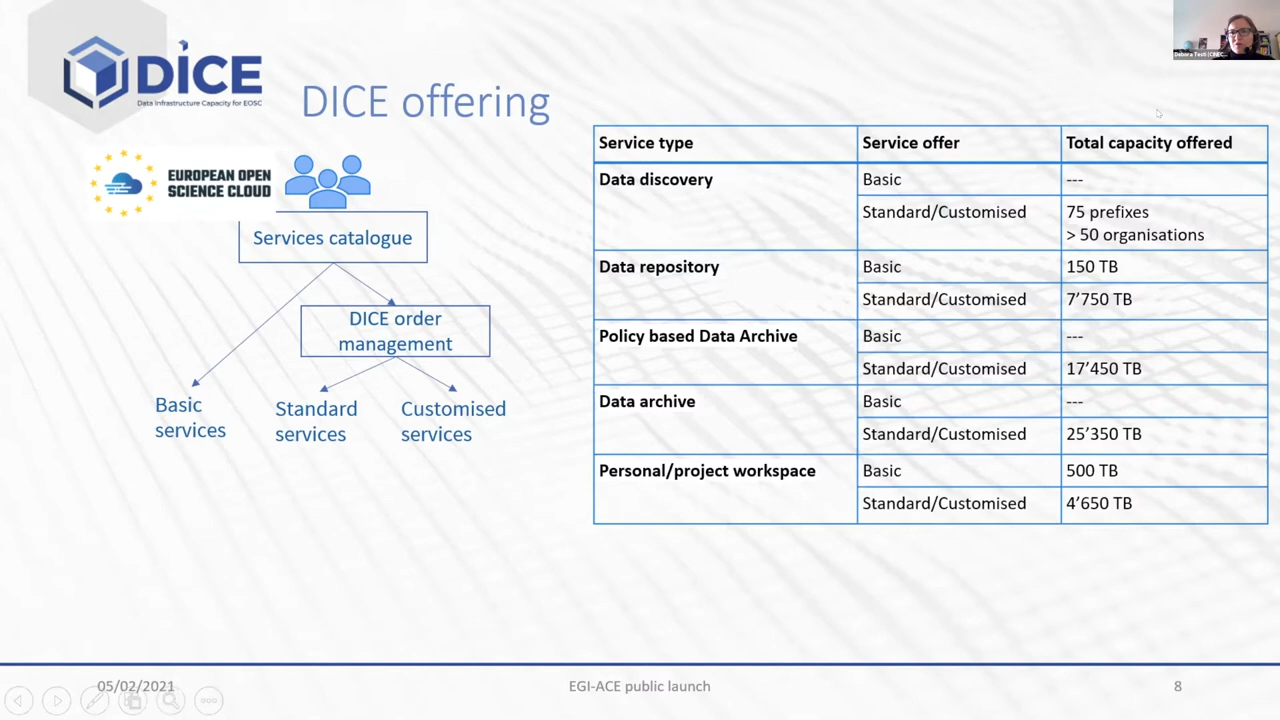 DiCE
Data Infrastructure Capacity for EOSC
DICE offering
EUROPEAN OPEN
SCIENCE CLOUD
Services catalogue
DICE order
management
Basic
services
Standard
services
Customised
services
Service type Service offer Total capacity offered
Data discovery Basic ---
Standard/Customised 75 prefixes
> 50 organisations
Data repository Basic 150 TB
Standard/Customised 7’750 TB
Policy based Data Archive Basic ---
Standard/Customised 17’450 TB
Data archive Basic ---
Standard/Customised 25’350 TB
Personal/project workspace Basic 500 TB
Standard/Customised 4’650 TB
Debora Testi (CINEC...
05/02/2021 EGI-ACE public launch 8